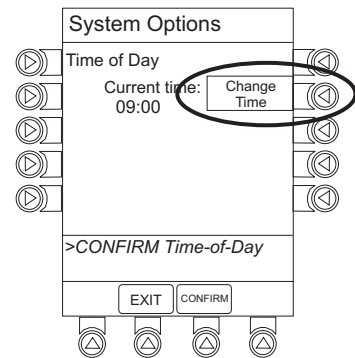 System Options
Time of Day
Current time:
09:00
Change
Time
>CONFIRM Time-of-Day
EXIT
CONFIRM